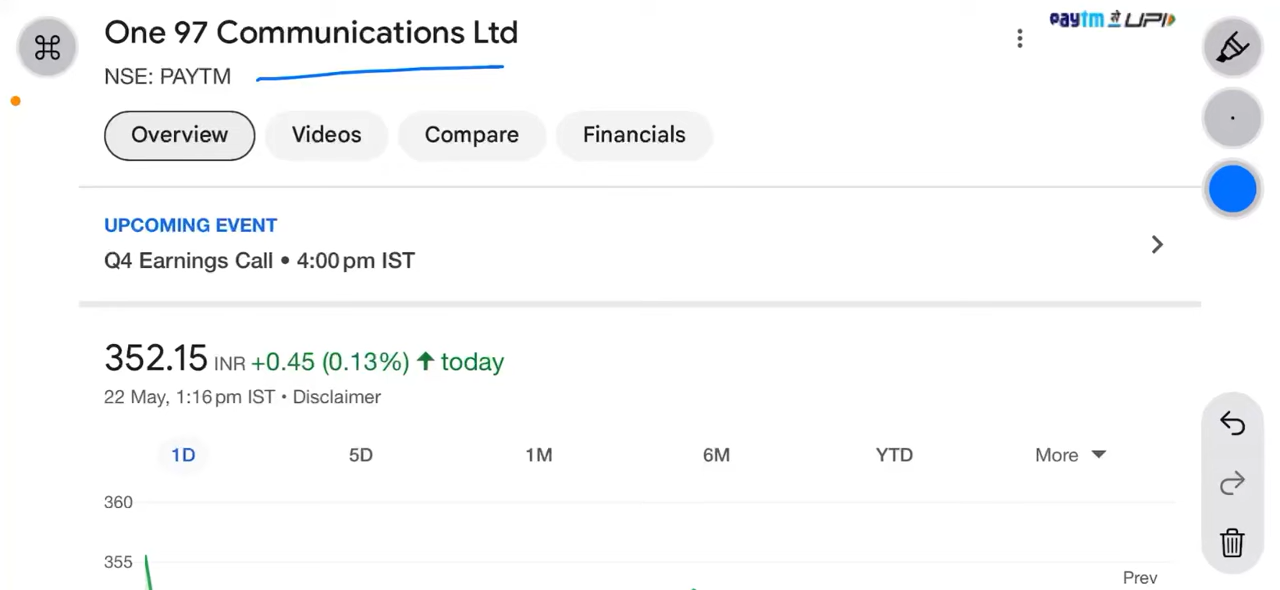 One 97 Communications Ltd
paytm से UPI
NSE: PAYTM
Overview Videos Compare Financials
UPCOMING EVENT
Q4 Earnings Call • 4:00 pm IST
352.15 INR +0.45 (0.13%) ↑ today
22 May, 1:16 pm IST • Disclaimer
1D 5D 1M 6M YTD More
360
355
Prev